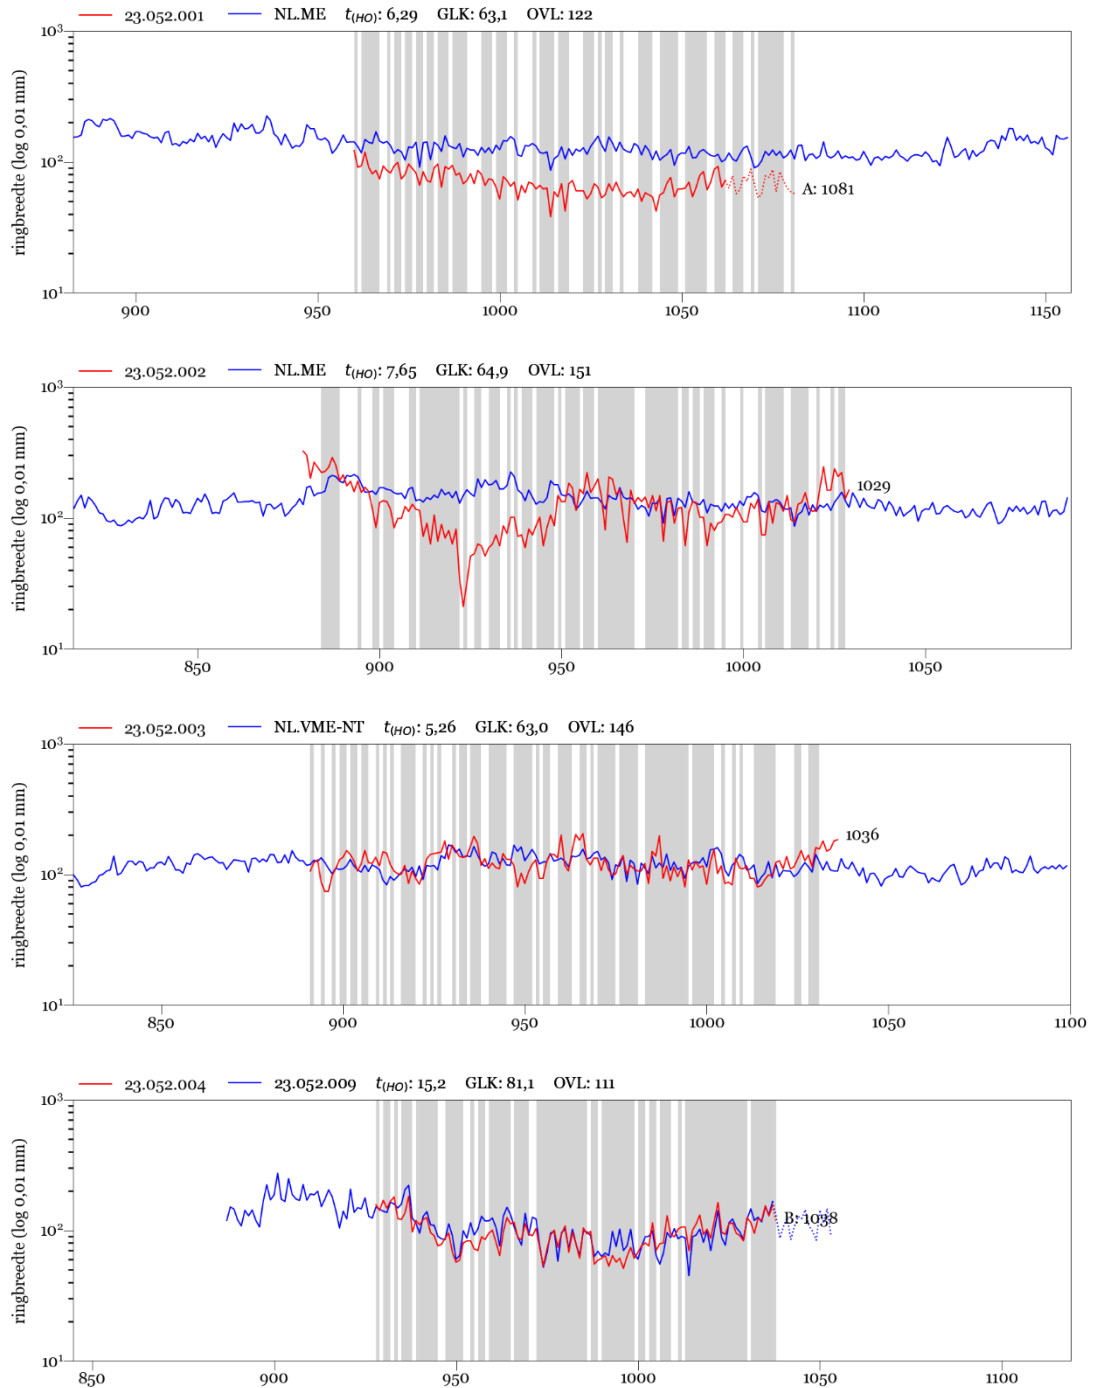 23.052.001 NL.ME t(HO): 6,29 GLK: 63,1 OVL: 122
10³
10²
10¹
ringbreedte (log 0,01 mm)
A: 1081
900 950 1000 1050 1100 1150
23.052.002 NL.ME t(HO): 7,65 GLK: 64,9 OVL: 151
10³
10²
10¹
ringbreedte (log 0,01 mm)
1029
850 900 950 1000 1050
23.052.003 NL.VME-NT t(HO): 5,26 GLK: 63,0 OVL: 146
10³
10²
10¹
ringbreedte (log 0,01 mm)
1036
850 900 950 1000 1050 1100
23.052.004 23.052.009 t(HO): 15,2 GLK: 81,1 OVL: 111
10³
10²
10¹
ringbreedte (log 0,01 mm)
B: 1038
850 900 950 1000 1050 1100